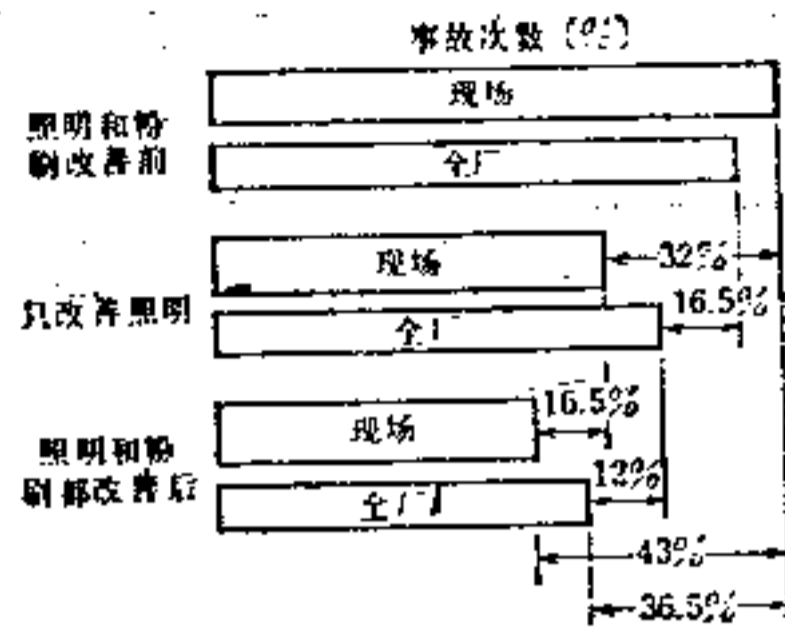 事故次数 (%)
现场
照明和粉
刷改善前
全厂
现场
32%
只改善照明
16.5%
全厂
16.5%
现场
照明和粉
刷都改善后
全厂
43%
36.5%